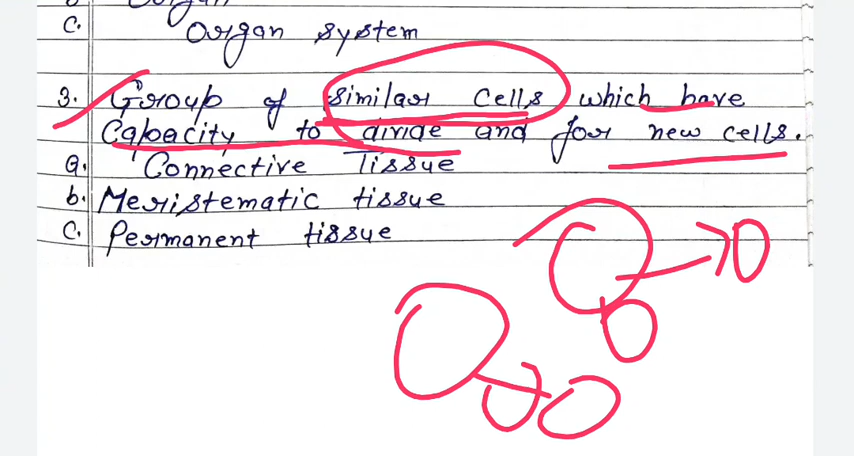 C. Organ system
3. Group of similar cells which have
Capacity to divide and for new cells.
a. Connective Tissue
b. Meristematic tissue
C. Permanent tissue